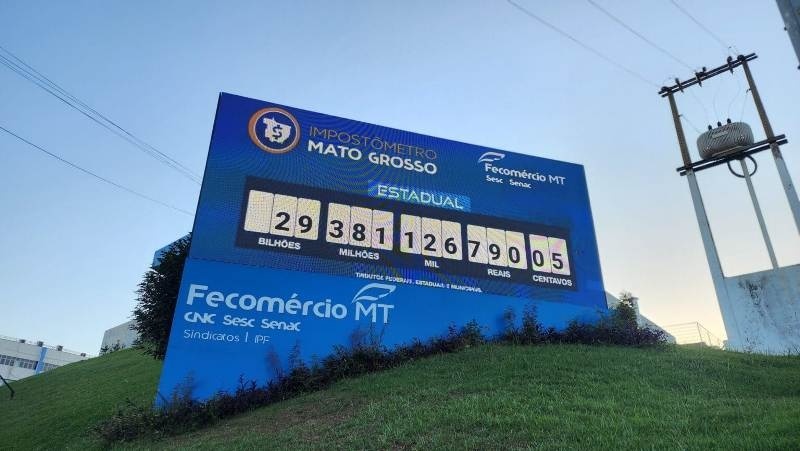 IMPOSTÔMETRO
MATO GROSSO
Fecomércio MT
Sesc Senac
ESTADUAL
29 381 126 790 05
BILHÕES MILHÕES MIL REAIS CENTAVOS
TRIBUTOS FEDERAIS, ESTADUAIS E MUNICIPAIS.
Fecomércio MT
CNC Sesc Senac
Sindicatos | IPF